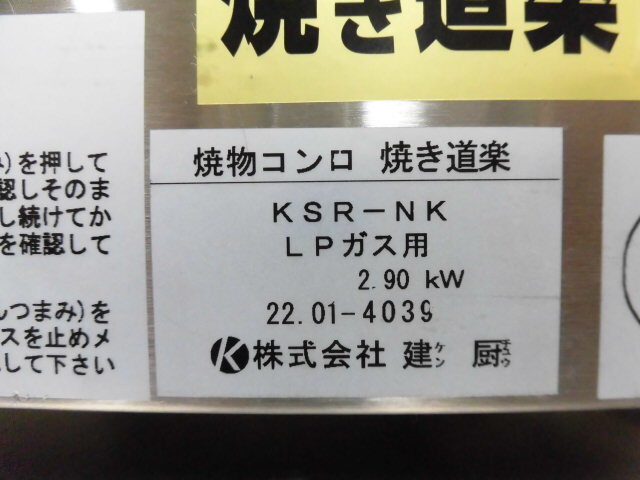 焼き道楽
み)を押して
認しそのま
し続けてか
を確認して
んつまみ)を
スを止めメ
して下さい
焼物コンロ 焼き道楽
KSR-NK
LPガス用
2.90 kW
22.01-4039
K株式会社 建ケン 厨チュウ